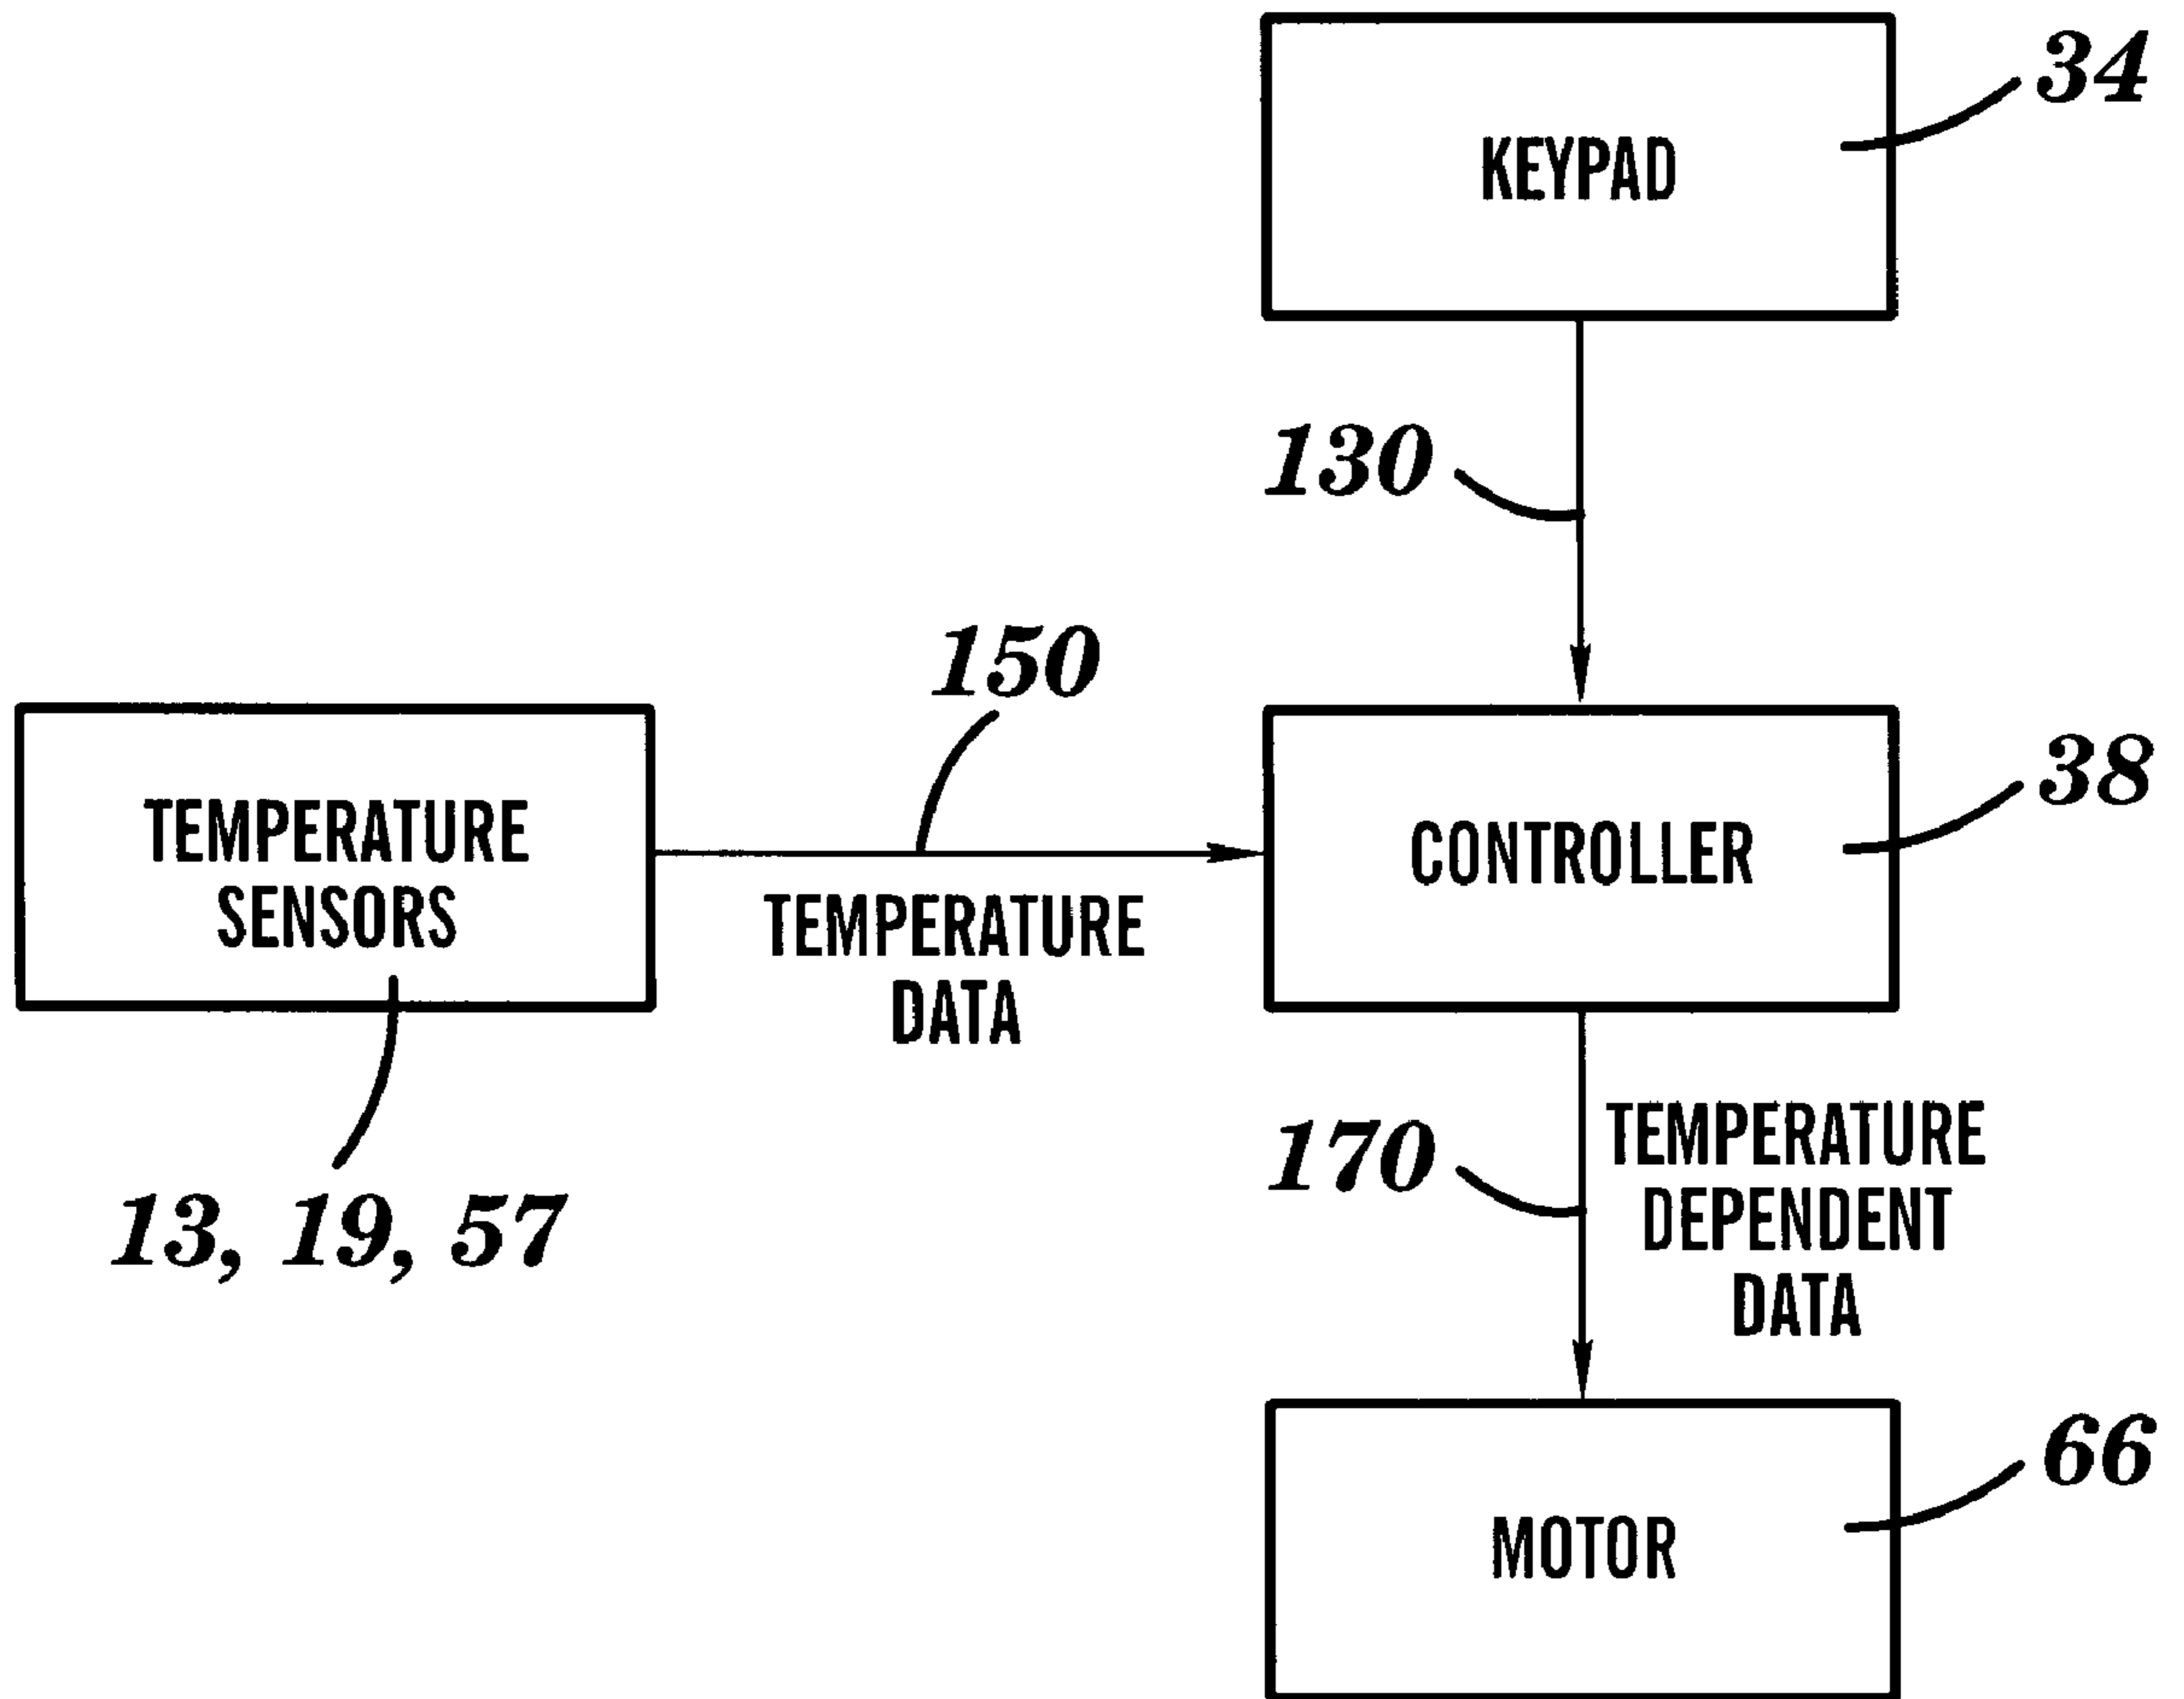 34
KEYPAD
130
150
TEMPERATURE
SENSORS
13, 19, 57
TEMPERATURE
DATA
CONTROLLER
38
170
TEMPERATURE
DEPENDENT
DATA
66
MOTOR